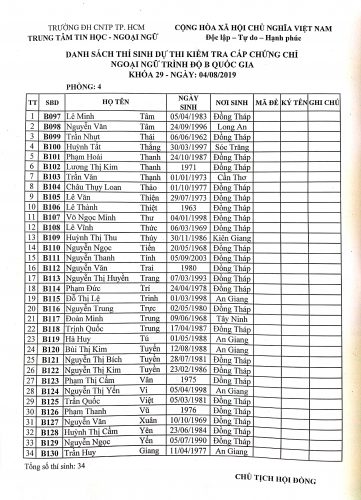 TRƯỜNG ĐH CNTP TP. HCM
TRUNG TÂM TIN HỌC - NGOẠI NGỮ
CỘNG HÒA XÃ HỘI CHỦ NGHĨA VIỆT NAM
Độc lập – Tự do – Hạnh phúc
DANH SÁCH THÍ SINH DỰ THI KIỂM TRA CẤP CHỨNG CHỈ
NGOẠI NGỮ TRÌNH ĐỘ B QUỐC GIA
KHÓA 29 - NGÀY: 04/08/2019
PHÒNG: 4
TT SBD HỌ TÊN NGÀY SINH NƠI SINH MÃ ĐỀ KÝ TÊN GHI CHÚ
1 B097 Lê Minh Tâm 05/04/1983 Đồng Tháp
2 B098 Nguyễn Văn Tâm 24/09/1996 Long An
3 B099 Trần Nhựt Tâm 06/06/1962 Đồng Tháp
4 B100 Huỳnh Tất Thắng 30/03/1997 Sóc Trăng
5 B101 Phạm Hoài Thanh 24/10/1987 Đồng Tháp
6 B102 Lương Thị Kim Thanh 1971 Đồng Tháp
7 B103 Trần Văn Thạnh 01/01/1973 Cần Thơ
8 B104 Châu Thụy Loan Thảo 01/10/1977 Đồng Tháp
9 B105 Lê Văn Thiện 29/07/1973 Đồng Tháp
10 B106 Lê Thành Thiệt 1963 Đồng Tháp
11 B107 Võ Ngọc Minh Thư 04/01/1998 Đồng Tháp
12 B108 Lê Vĩnh Thức 06/03/1969 Đồng Tháp
13 B109 Huỳnh Thị Thu Thủy 30/11/1986 Kiên Giang
14 B110 Nguyễn Ngọc Tiền 20/05/1968 Đồng Tháp
15 B111 Nguyễn Thanh Tính 05/09/2003 Đồng Tháp
16 B112 Nguyễn Văn Trai 1980 Đồng Tháp
17 B113 Nguyễn Thị Huyền Trang 07/03/1993 Đồng Tháp
18 B114 Phạm Đức Trí 24/04/1978 Đồng Tháp
19 B115 Đỗ Thị Lệ Trinh 01/03/1994 An Giang
20 B116 Nguyễn Trung Trực 02/05/1980 Đồng Tháp
21 B117 Đoàn Minh Trung 09/06/1968 Tây Ninh
22 B118 Trịnh Quốc Trung 17/04/1987 Đồng Tháp
23 B119 Hà Huy Tú 01/05/1988 An Giang
24 B120 Bùi Thị Kim Tuyền 12/08/1988 An Giang
25 B121 Nguyễn Thị Bích Tuyền 28/07/1981 Đồng Tháp
26 B122 Nguyễn Thị Kim Tuyền 23/12/1986 Đồng Tháp
27 B123 Phạm Thị Cẩm Vân 1975 Đồng Tháp
28 B124 Nguyễn Thị Yến Vi 05/04/1994 An Giang
29 B125 Trần Quốc Việt 05/03/1981 Đồng Tháp
30 B126 Phạm Thanh Vũ 1976 Đồng Tháp
31 B127 Nguyễn Văn Xuân 10/10/1969 Đồng Tháp
32 B128 Huỳnh Thị Cẩm Yên 23/06/1984 Đồng Tháp
33 B129 Nguyễn Ngọc Yến 05/07/1990 Đồng Tháp
34 B130 Trần Huy Giang 11/04/1977 An Giang
Tổng số thí sinh: 34
CHỦ TỊCH HỘI ĐỒNG